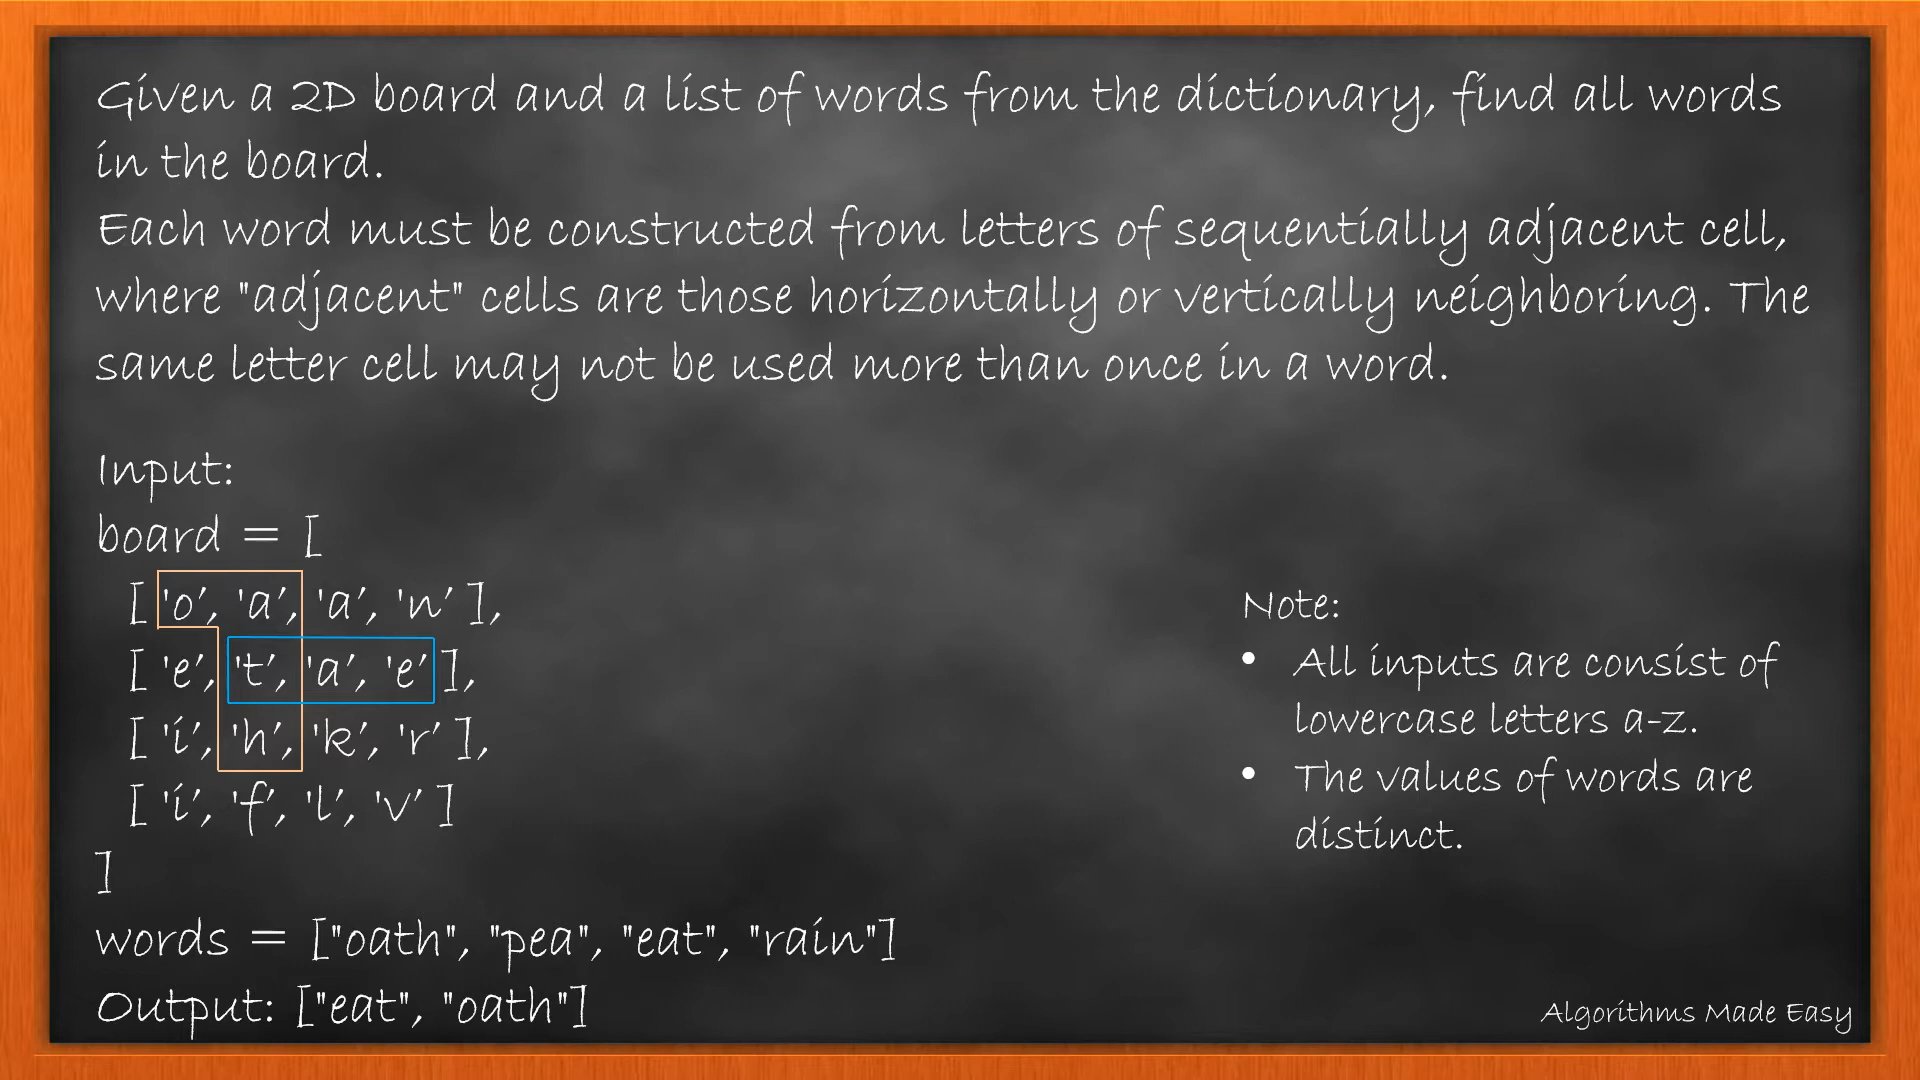 Given a 2D board and a list of words from the dictionary, find all words
in the board.
Each word must be constructed from letters of sequentially adjacent cell,
where "adjacent" cells are those horizontally or vertically neighboring. The
same letter cell may not be used more than once in a word.
Input:
board = [
[ 'o', 'a', 'a', 'n' ],
[ 'e', 't', 'a', 'e' ],
[ 'i', 'h', 'k', 'r' ],
[ 'i', 'f', 'l', 'v' ]
]
words = ["oath", "pea", "eat", "rain"]
Output: ["eat", "oath"]
Note:
• All inputs are consist of
lowercase letters a-z.
• The values of words are
distinct.
Algorithms Made Easy